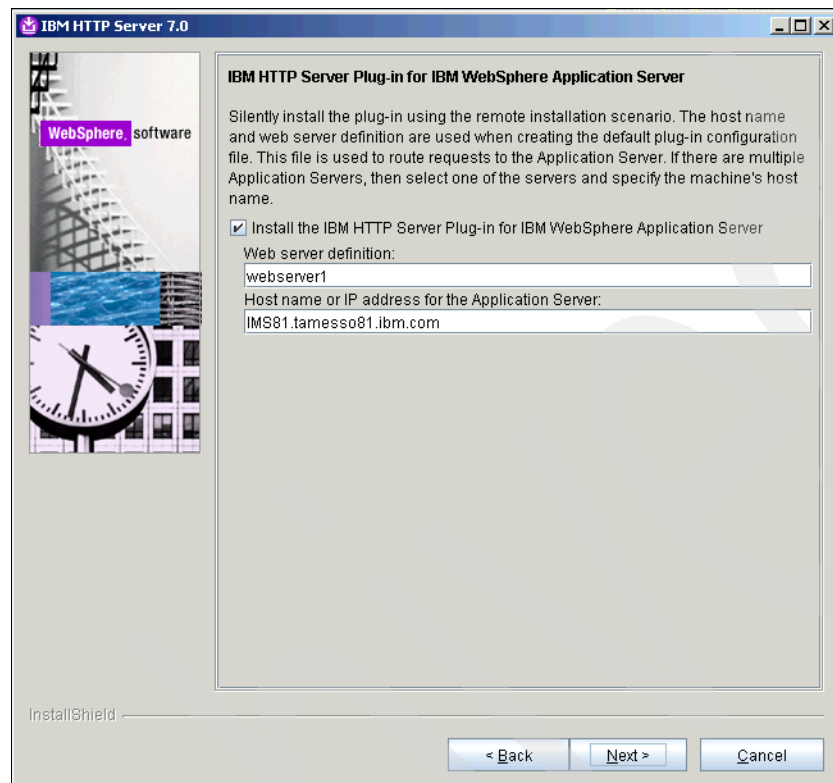 IBM HTTP Server 7.0
WebSphere. software
IBM HTTP Server Plug-in for IBM WebSphere Application Server
Silently install the plug-in using the remote installation scenario. The host name
and web server definition are used when creating the default plug-in configuration
file. This file is used to route requests to the Application Server. If there are multiple
Application Servers, then select one of the servers and specify the machine's host
name.
Install the IBM HTTP Server Plug-in for IBM WebSphere Application Server
Web server definition:
webserver1
Host name or IP address for the Application Server:
IMS81.tamesso81.ibm.com
InstallShield
< Back Next > Cancel